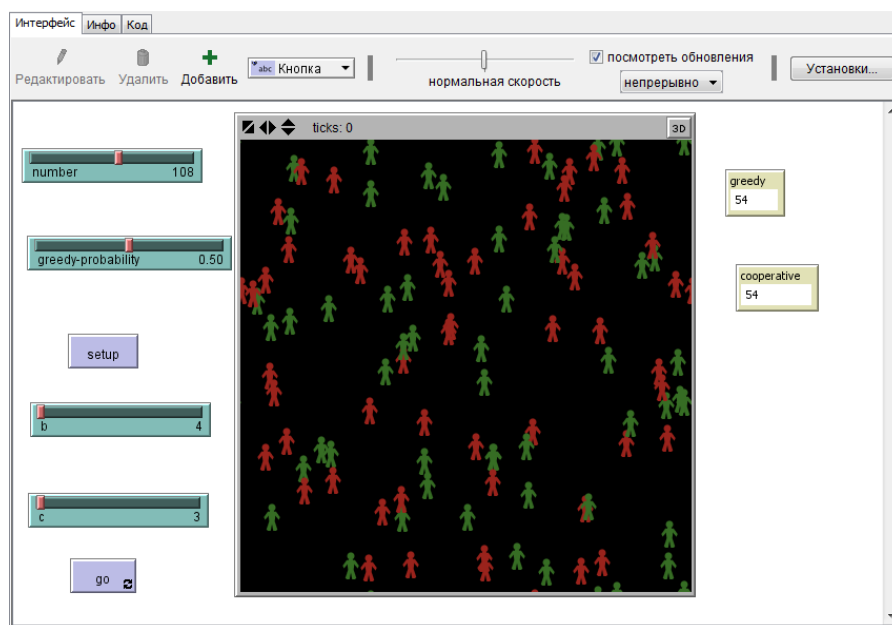 Интерфейс Инфо Код
Редактировать Удалить Добавить abc Кнопка нормальная скорость посмотреть обновления непрерывно Установки...
ticks: 0 3D
number 108
greedy-probability 0.50
setup
b 4
c 3
go
greedy
54
cooperative
54